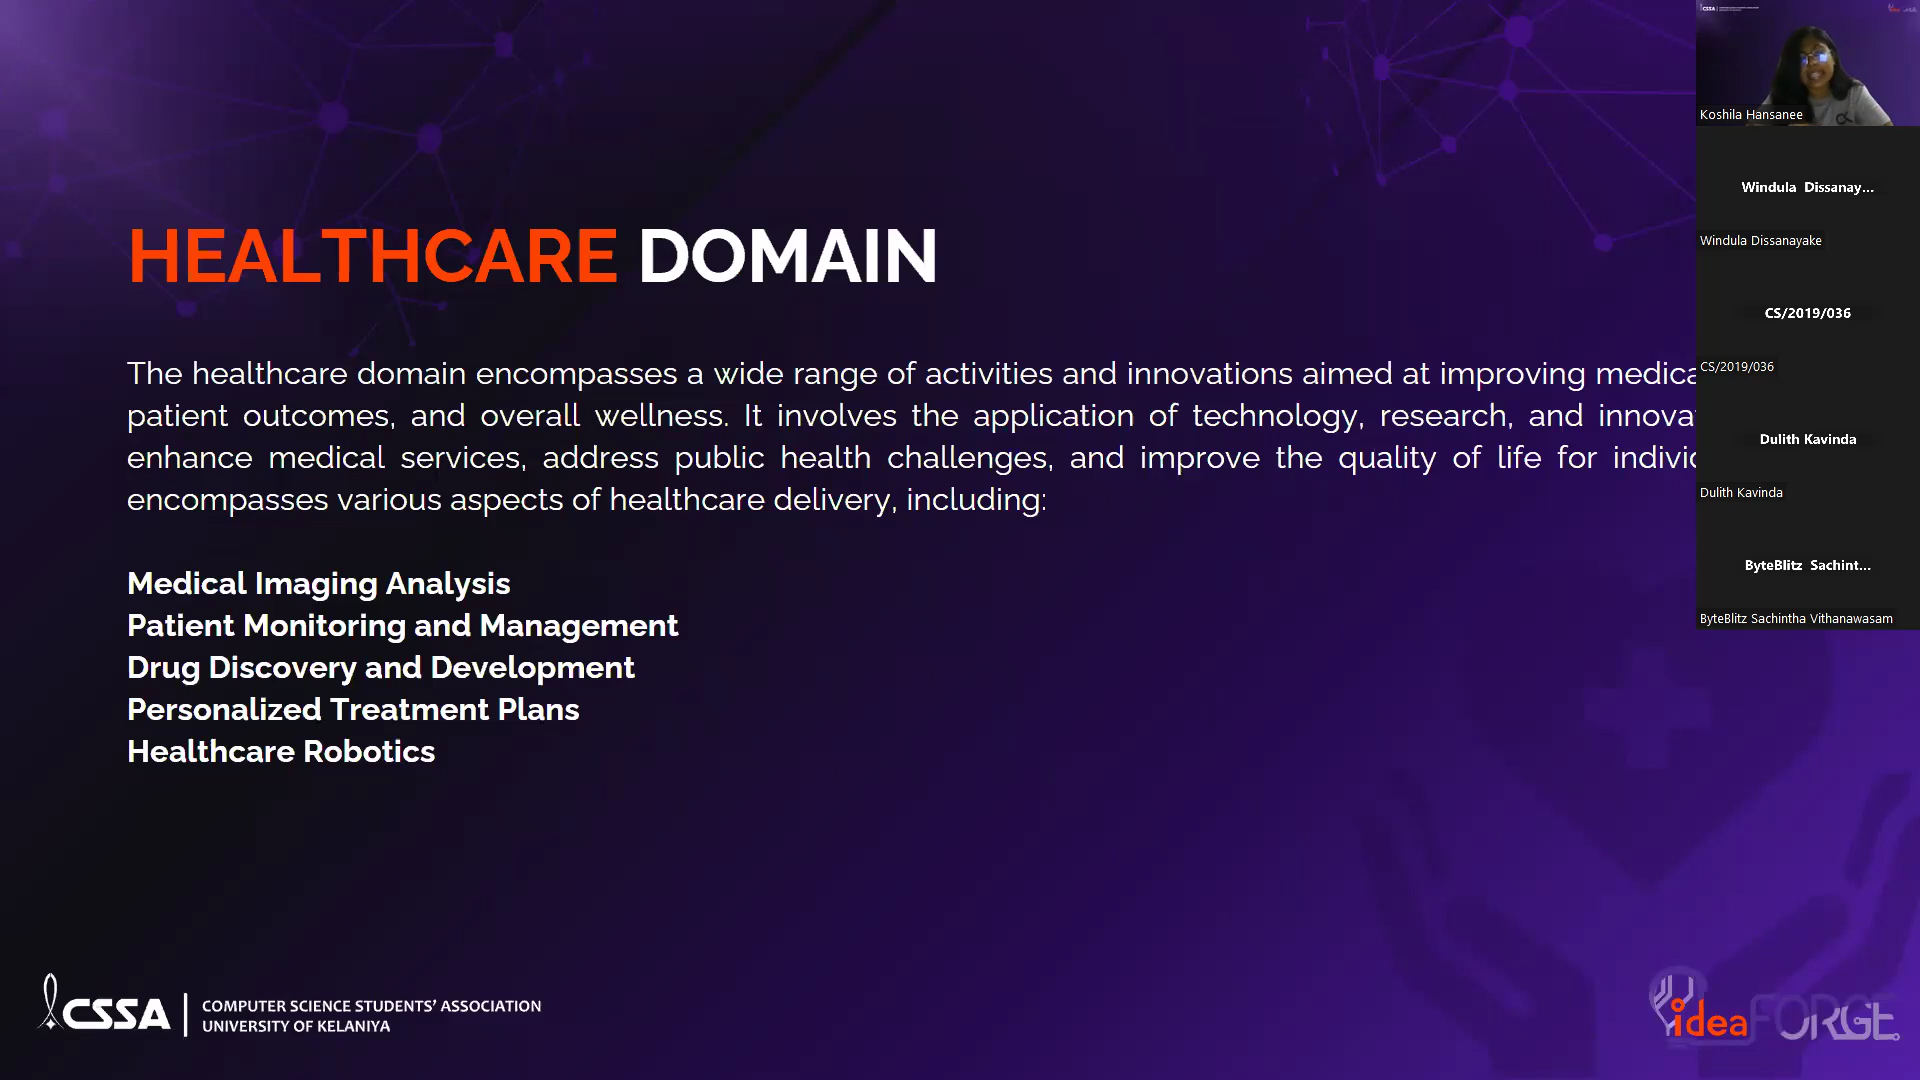 HEALTHCARE DOMAIN
The healthcare domain encompasses a wide range of activities and innovations aimed at improving medica
patient outcomes, and overall wellness. It involves the application of technology, research, and innova
enhance medical services, address public health challenges, and improve the quality of life for indivi
encompasses various aspects of healthcare delivery, including:
Medical Imaging Analysis
Patient Monitoring and Management
Drug Discovery and Development
Personalized Treatment Plans
Healthcare Robotics
CSSA
COMPUTER SCIENCE STUDENTS' ASSOCIATION
UNIVERSITY OF KELANIYA
ideaFORGE
CSSA
Koshila Hansanee
Windula Dissanay...
Windula Dissanayake
CS/2019/036
CS/2019/036
Dulith Kavinda
Dulith Kavinda
ByteBlitz Sachint...
ByteBlitz Sachintha Vithanawasam